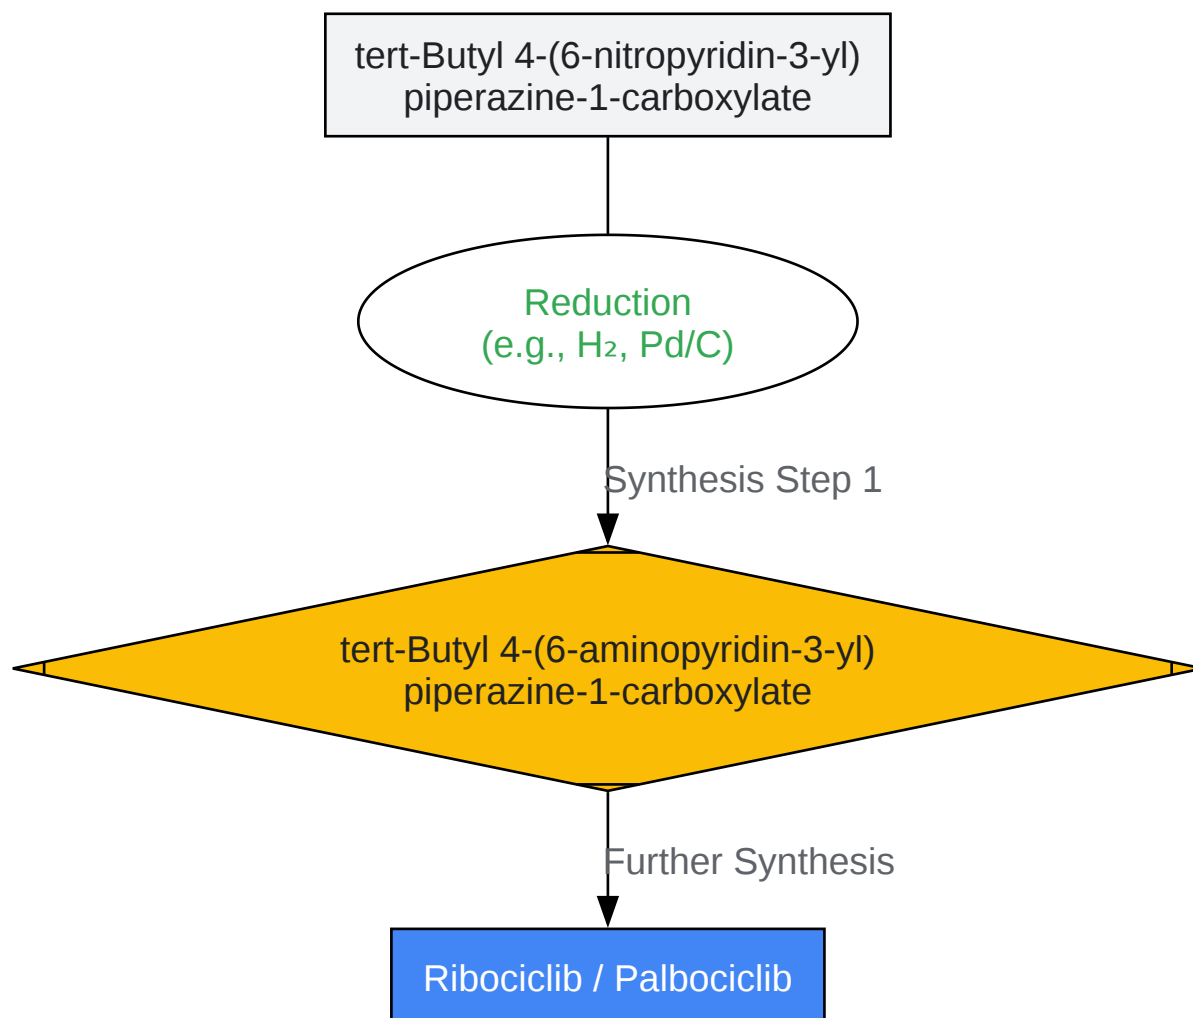 tert-Butyl 4-(6-nitropyridin-3-yl)
piperazine-1-carboxylate
Reduction
(e.g., H₂, Pd/C)
Synthesis Step 1
tert-Butyl 4-(6-aminopyridin-3-yl)
piperazine-1-carboxylate
Further Synthesis
Ribociclib / Palbociclib